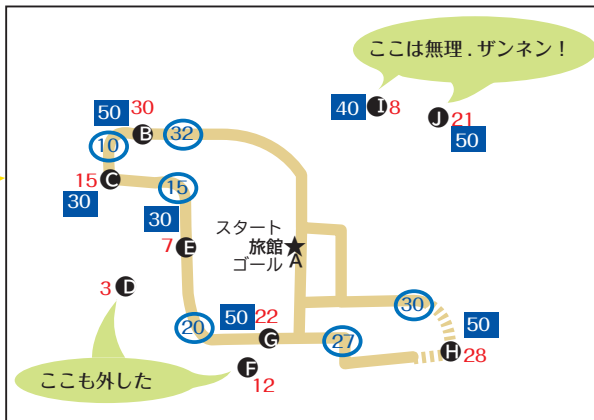 ここは無理．ザンネン！
40 I 8
J 21
50
50 30
B 32
10
15 C
30
15
30
7 E
スタート
旅館★
ゴール A
3 D
20
50 22
G
27
30
50
H 28
F
12
ここも外した